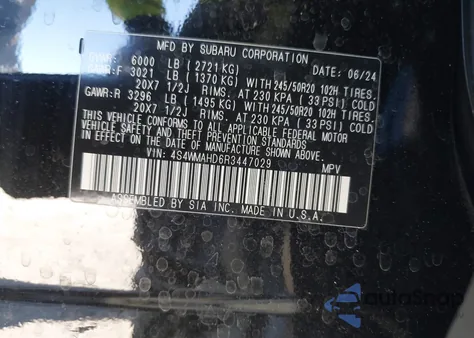 MFD BY SUBARU CORPORATION DATE: 06/24
GVWR: 6000 LB (2721 KG)
GAWR:F 3021 LB (1370 KG) WITH 245/50R20 102H TIRES,
20X7 1/2J RIMS, AT 230 KPA ( 33 PSI) COLD
GAWR:R 3296 LB (1495 KG) WITH 245/50R20 102H TIRES,
20X7 1/2J RIMS, AT 230 KPA ( 33 PSI) COLD
THIS VEHICLE CONFORMS TO ALL APPLICABLE FEDERAL MOTOR
VEHICLE SAFETY AND THEFT PREVENTION STANDARDS
IN EFFECT ON THE DATE OF MANUFACTURE SHOWN ABOVE.
VIN: 4S4WMAHD6R3447029 MPV
ASSEMBLED BY SIA INC. MADE IN U.S.A.
AutoSnap